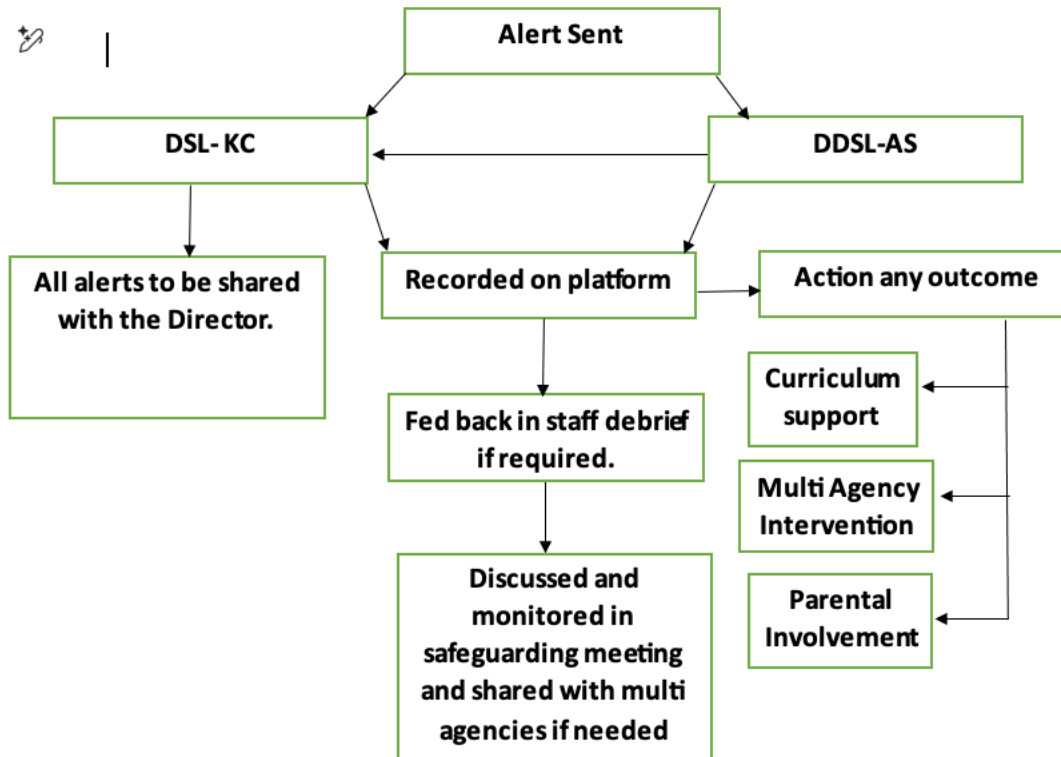 Alert Sent
DSL- KC
DDSL-AS
All alerts to be shared
with the Director.
Recorded on platform
Action any outcome
Curriculum
support
Fed back in staff debrief
if required.
Multi Agency
Intervention
Discussed and
monitored in
safeguarding meeting
and shared with multi
agencies if needed
Parental
Involvement